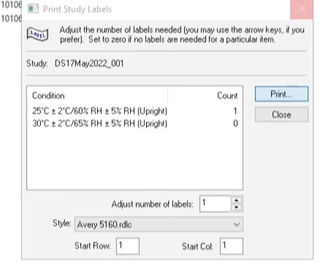 10106
Print Study Labels
10106
LABEL
Adjust the number of labels needed (you may use the arrow keys, if you
prefer). Set to zero if no labels are needed for a particular item.
Study: DS17May2022_001
Condition Count
25°C ± 2°C/60% RH ± 5% RH (Upright) 1
30°C ± 2°C/65% RH ± 5% RH (Upright) 0
Print...
Close
Adjust number of labels: 1
Style: Avery 5160.rdlc
Start Row: 1 Start Col: 1